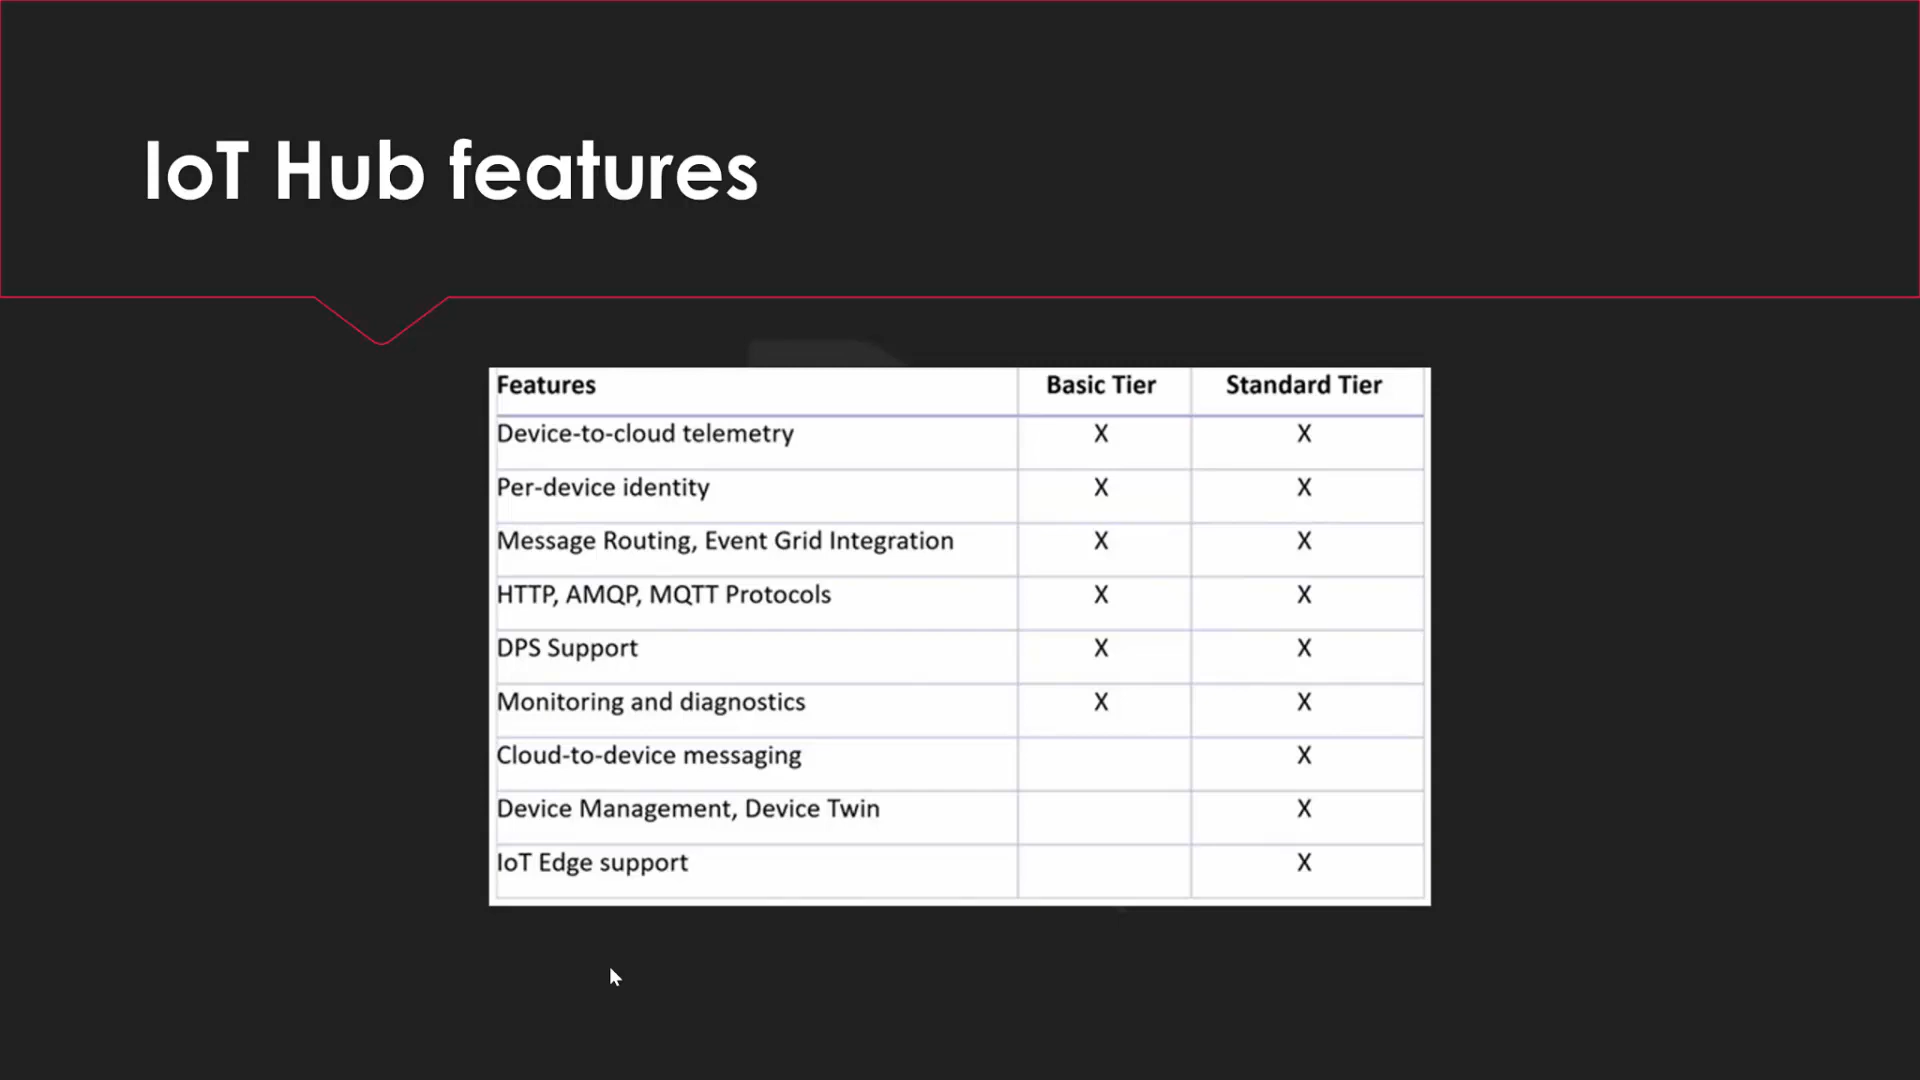 IoT Hub features
Features Basic Tier Standard Tier
Device-to-cloud telemetry X X
Per-device identity X X
Message Routing, Event Grid Integration X X
HTTP, AMQP, MQTT Protocols X X
DPS Support X X
Monitoring and diagnostics X X
Cloud-to-device messaging X
Device Management, Device Twin X
IoT Edge support X